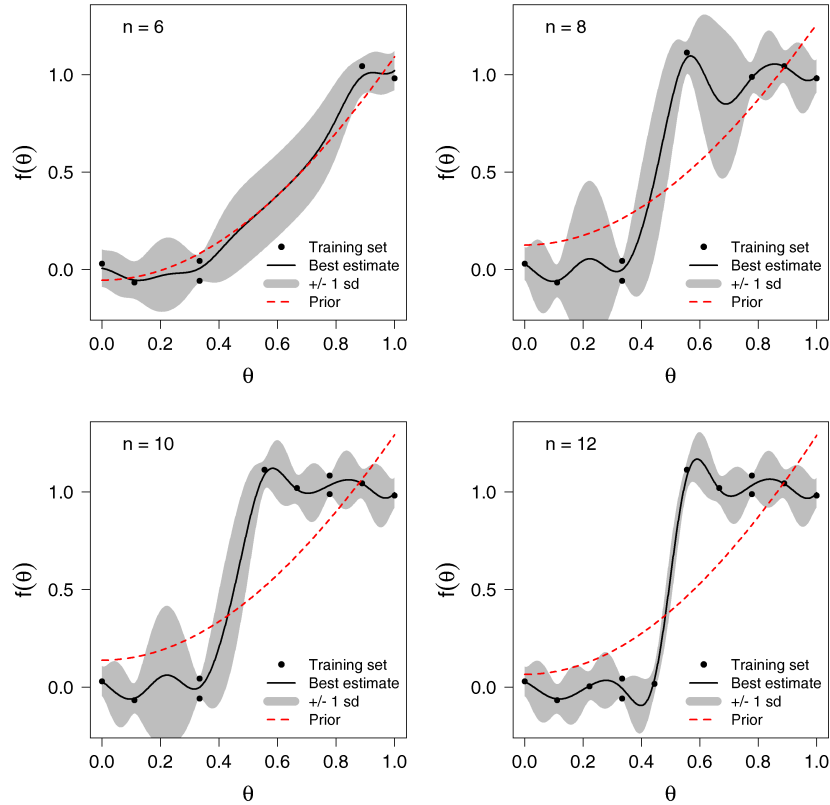 n = 6
1.0
0.5
0.0
f(θ)
Training set
Best estimate
+/- 1 sd
Prior
0.0 0.2 0.4 0.6 0.8 1.0
θ
n = 8
1.0
0.5
0.0
f(θ)
Training set
Best estimate
+/- 1 sd
Prior
0.0 0.2 0.4 0.6 0.8 1.0
θ
n = 10
1.0
0.5
0.0
f(θ)
Training set
Best estimate
+/- 1 sd
Prior
0.0 0.2 0.4 0.6 0.8 1.0
θ
n = 12
1.0
0.5
0.0
f(θ)
Training set
Best estimate
+/- 1 sd
Prior
0.0 0.2 0.4 0.6 0.8 1.0
θ